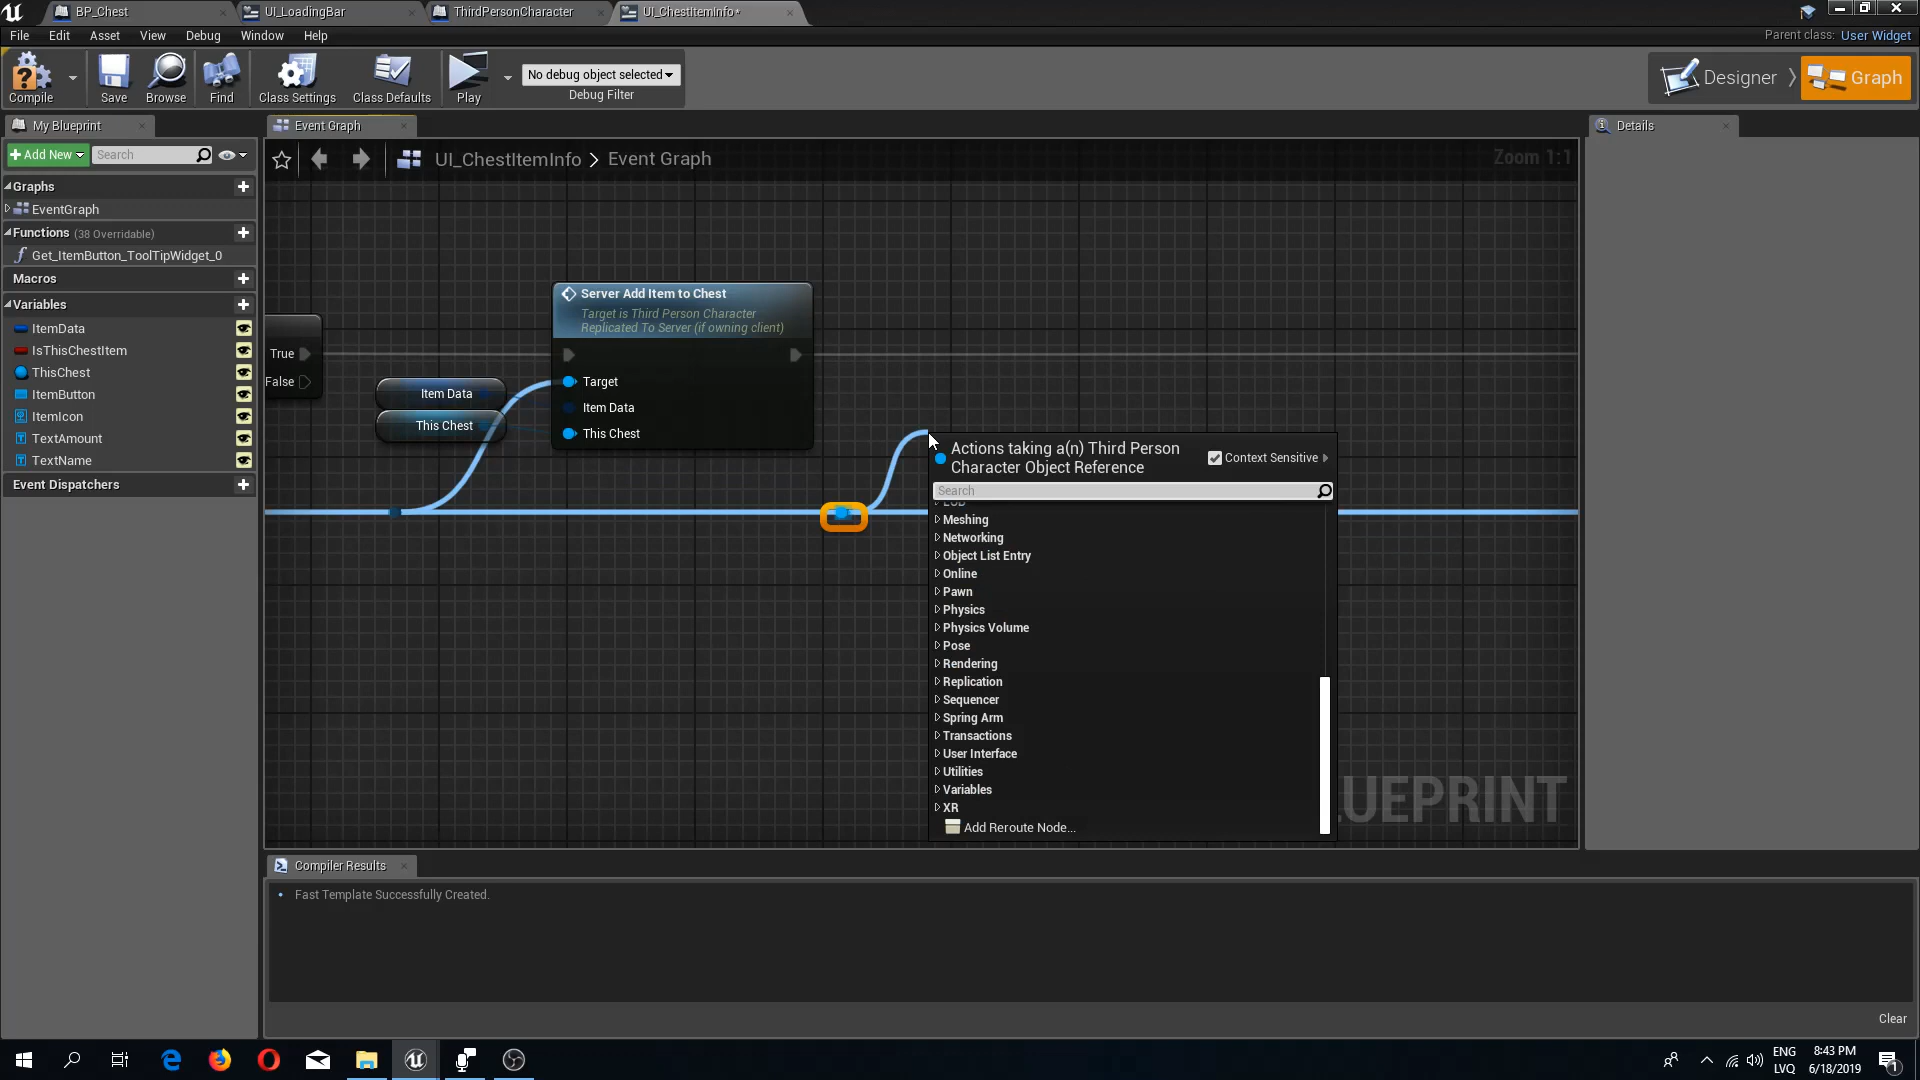 BP_Chest
UI_LoadingBar
ThirdPersonCharacter
UI_ChestItemInfo*
File Edit Asset View Debug Window Help
Parent class: User Widget
Compile
Save
Browse
Find
Class Settings
Class Defaults
Play
No debug object selected
Debug Filter
Designer
Graph
My Blueprint
Event Graph
Details
Add New
Search
UI_ChestItemInfo > Event Graph
Zoom 1:1
Graphs
EventGraph
Functions (38 Overridable)
Get_ItemButton_ToolTipWidget_0
Macros
Variables
ItemData
IsThisChestItem
ThisChest
ItemButton
ItemIcon
TextAmount
TextName
Event Dispatchers
True
False
Item Data
This Chest
Server Add Item to Chest
Target is Third Person Character
Replicated To Server (if owning client)
Target
Item Data
This Chest
Actions taking a(n) Third Person
Character Object Reference
Context Sensitive
Search
Meshing
Networking
Object List Entry
Online
Pawn
Physics
Physics Volume
Pose
Rendering
Replication
Sequencer
Spring Arm
Transactions
User Interface
Utilities
Variables
XR
Add Reroute Node...
UEPRINT
Compiler Results
Fast Template Successfully Created.
Clear
ENG
LVQ
8:43 PM
6/18/2019
1